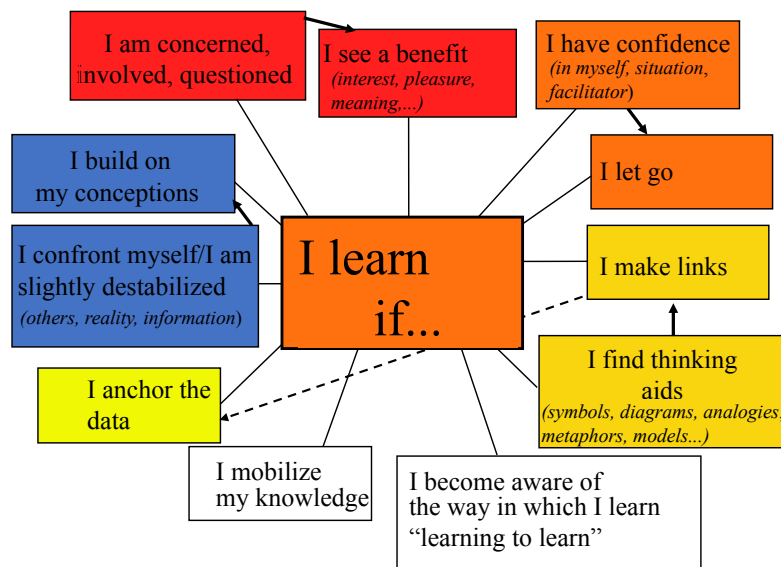 I am concerned,
involved, questioned
I see a benefit
(interest, pleasure,
meaning,...)
I have confidence
(in myself, situation,
facilitator)
I build on
my conceptions
I let go
I confront myself/I am
slightly destabilized
(others, reality, information)
I learn
if...
I make links
I find thinking
aids
(symbols, diagrams, analogies,
metaphors, models...)
I anchor the
data
I mobilize
my knowledge
I become aware of
the way in which I learn
“learning to learn”